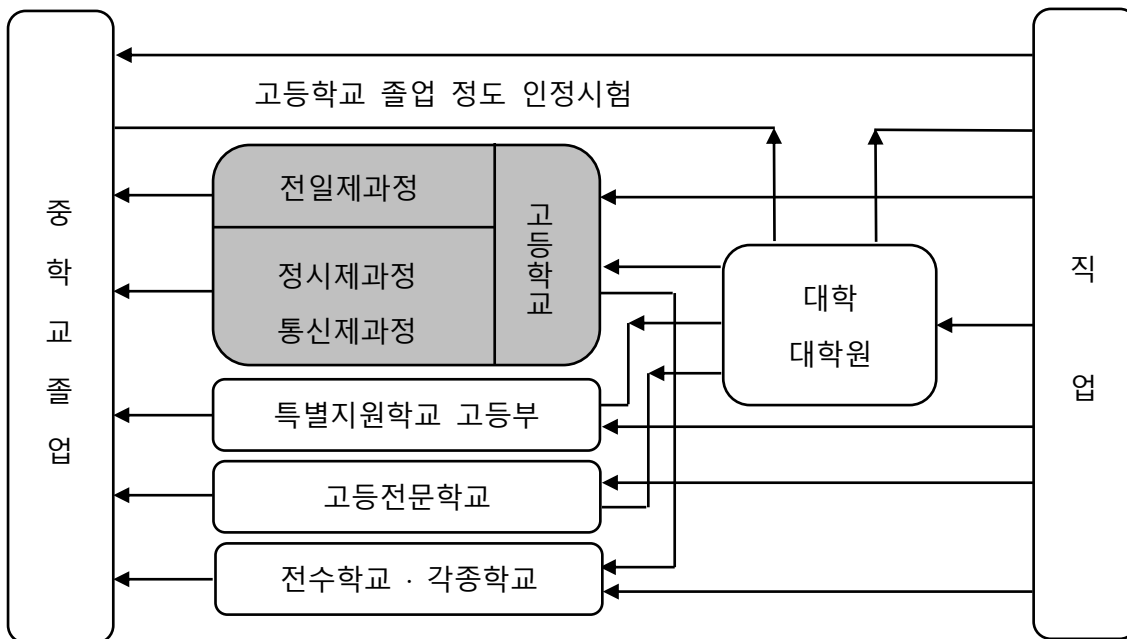 중학교졸업
고등학교 졸업 정도 인정시험
전일제과정
정시제과정
통신제과정
고등학교
특별지원학교 고등부
고등전문학교
전수학교 · 각종학교
대학
대학원
직업